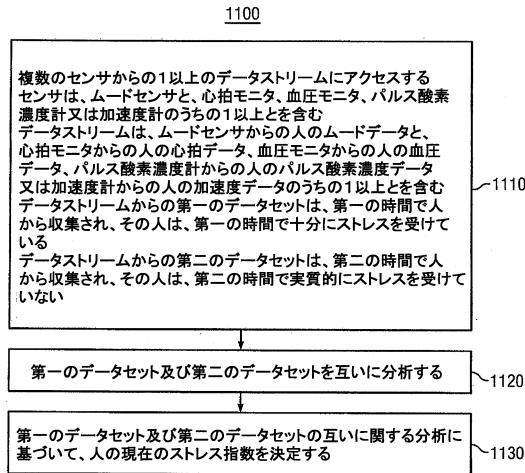 1100
複数のセンサからの1以上のデータストリームにアクセスする
センサは、ムードセンサと、心拍モニタ、血圧モニタ、パルス酸素
濃度計又は加速度計のうちの1以上とを含む
データストリームは、ムードセンサからの人のムードデータと、
心拍モニタからの人の心拍データ、血圧モニタからの人の血圧
データ、パルス酸素濃度計からの人のパルス酸素濃度データ
又は加速度計からの人の加速度データのうちの1以上とを含む
データストリームからの第一のデータセットは、第一の時間で人
から収集され、その人は、第一の時間で十分にストレスを受けて
いる
データストリームからの第二のデータセットは、第二の時間で人
から収集され、その人は、第二の時間で実質的にストレスを受けて
いない
1110
第一のデータセット及び第二のデータセットを互いに分析する
1120
第一のデータセット及び第二のデータセットの互いに関する分析に
基づいて、人の現在のストレス指数を決定する
1130